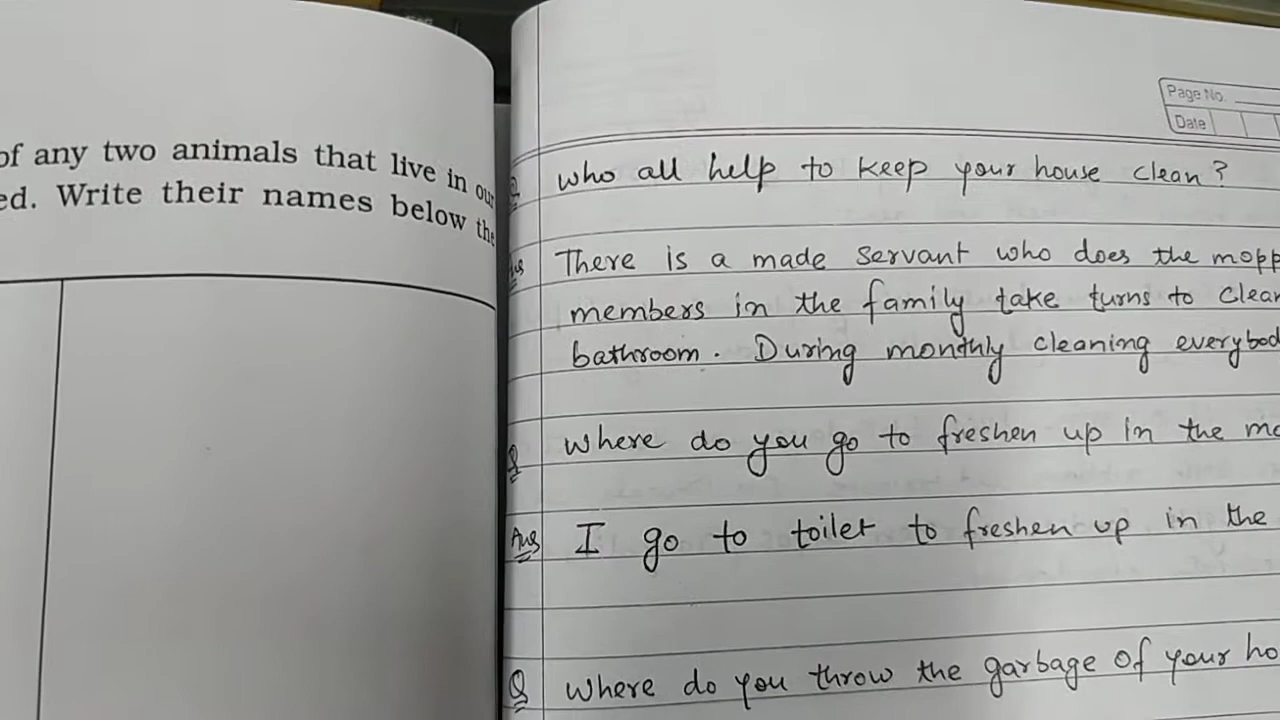 of any two animals that live in our
ed. Write their names below the
Page No.
Date
Q who all help to keep your house clean?
Ans There is a made servant who does the mopp
members in the family take turns to clean
bathroom. During monthly cleaning everybod
Q where do you go to freshen up in the mo
Ans I go to toilet to freshen up in the
Q where do you throw the garbage of your ho